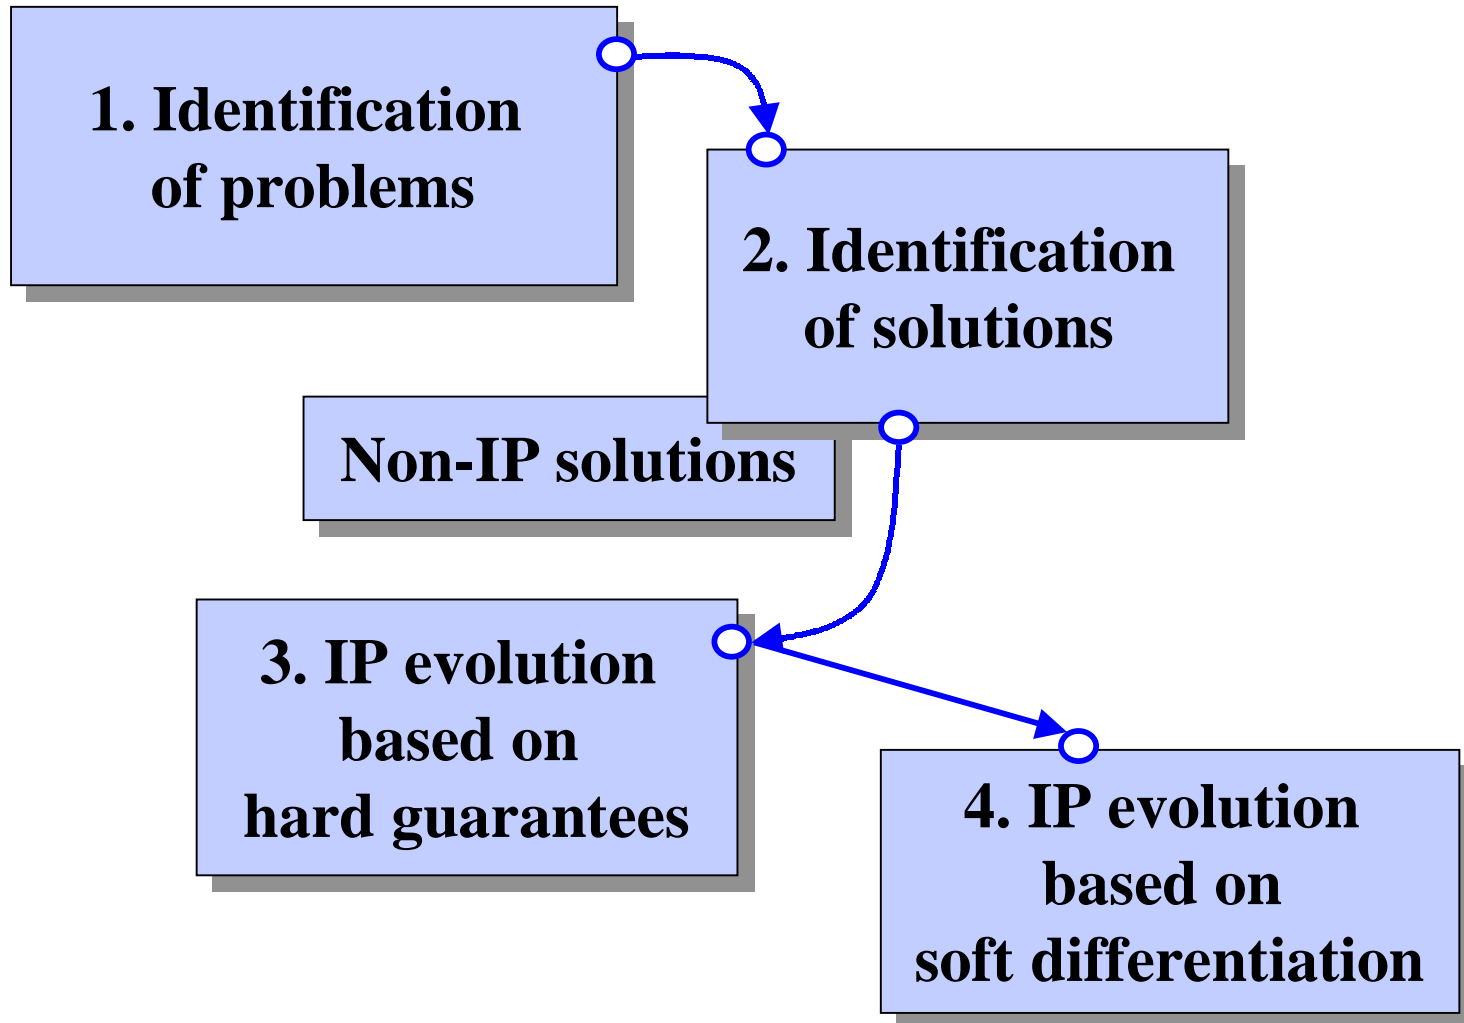 1. Identification
of problems
2. Identification
of solutions
Non-IP solutions
3. IP evolution
based on
hard guarantees
4. IP evolution
based on
soft differentiation